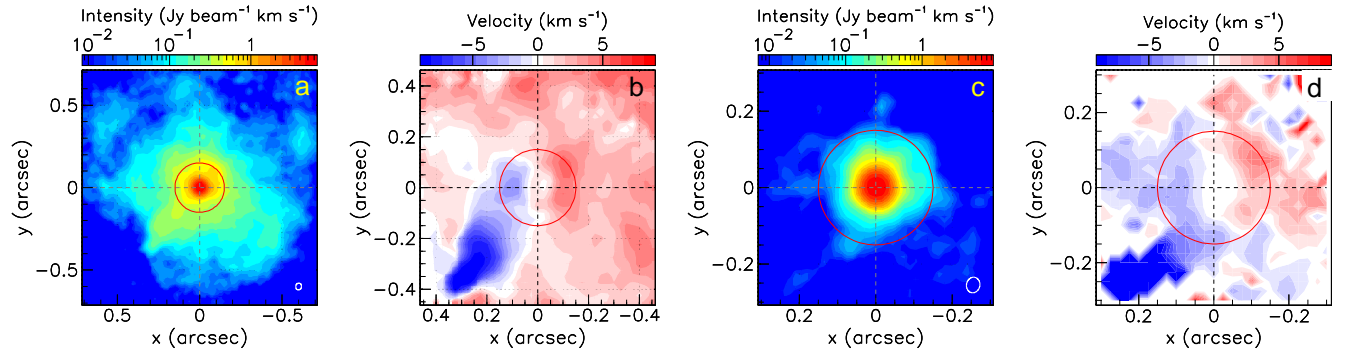 Intensity (Jy beam⁻¹ km s⁻¹)
10⁻² 10⁻¹ 1
a
0.5
0
−0.5
y (arcsec)
0.5 0 −0.5
x (arcsec)
Velocity (km s⁻¹)
−5 0 5
b
0.4
0.2
0
−0.2
−0.4
y (arcsec)
0.4 0.2 0 −0.2 −0.4
x (arcsec)
Intensity (Jy beam⁻¹ km s⁻¹)
10⁻² 10⁻¹ 1
c
0.2
0
−0.2
y (arcsec)
0.2 0 −0.2
x (arcsec)
Velocity (km s⁻¹)
−5 0 5
d
0.2
0
−0.2
y (arcsec)
0.2 0 −0.2
x (arcsec)